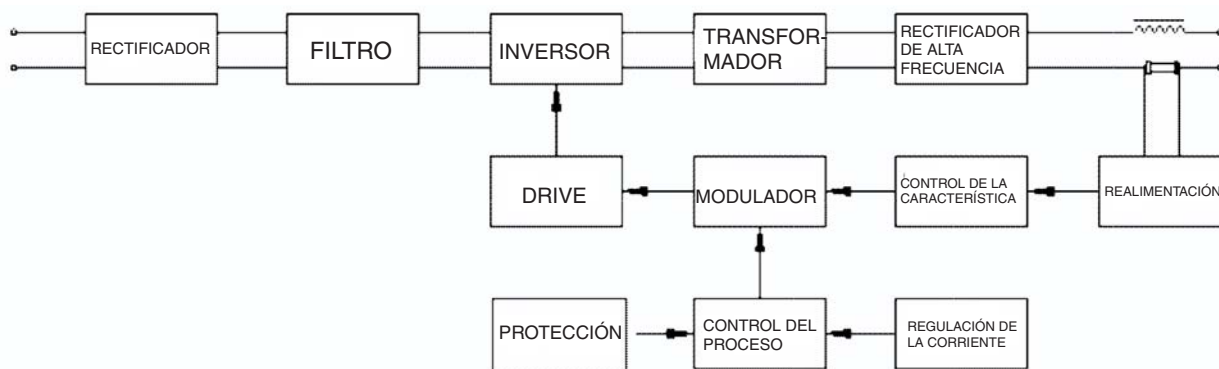 RECTIFICADOR
FILTRO
INVERSOR
TRANSFOR-
MADOR
RECTIFICADOR
DE ALTA
FRECUENCIA
DRIVE
MODULADOR
CONTROL DE LA
CARACTERÍSTICA
REALIMENTACIÓN
PROTECCIÓN
CONTROL DEL
PROCESO
REGULACIÓN DE
LA CORRIENTE